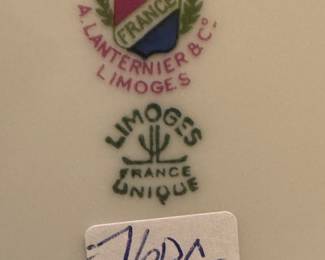 FRANCE
A. LANTERNIER & Cº
LIMOGES
LIMOGES
FRANCE
UNIQUE